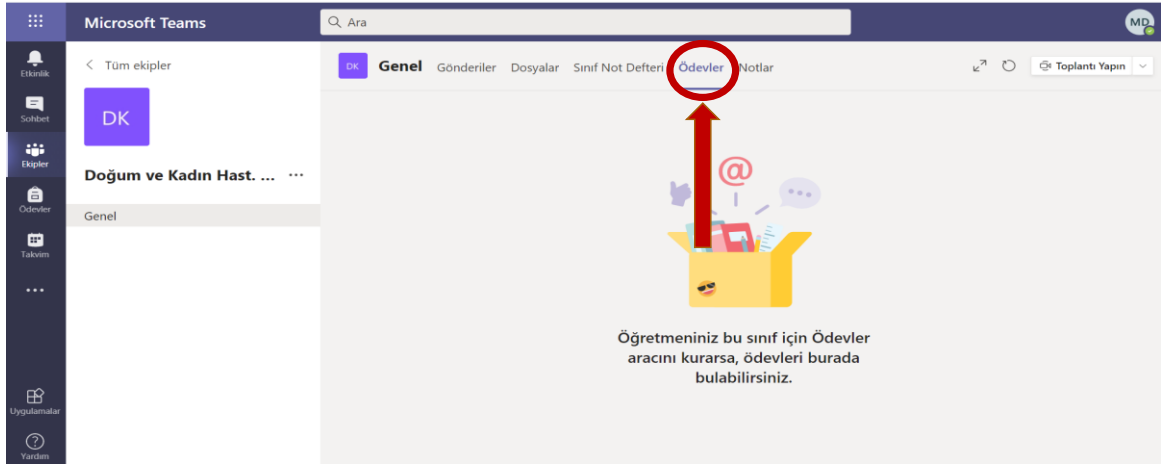 Microsoft Teams
Ara
MD
Etkinlik
Sohbet
Ekipler
Ödevler
Takvim
Uygulamalar
Yardım
Tüm ekipler
DK
Doğum ve Kadın Hast. ...
Genel
DK
Genel Gönderiler Dosyalar Sınıf Not Defteri Ödevler Notlar
Toplantı Yapın
@
Öğretmeniniz bu sınıf için Ödevler
aracını kurarsa, ödevleri burada
bulabilirsiniz.